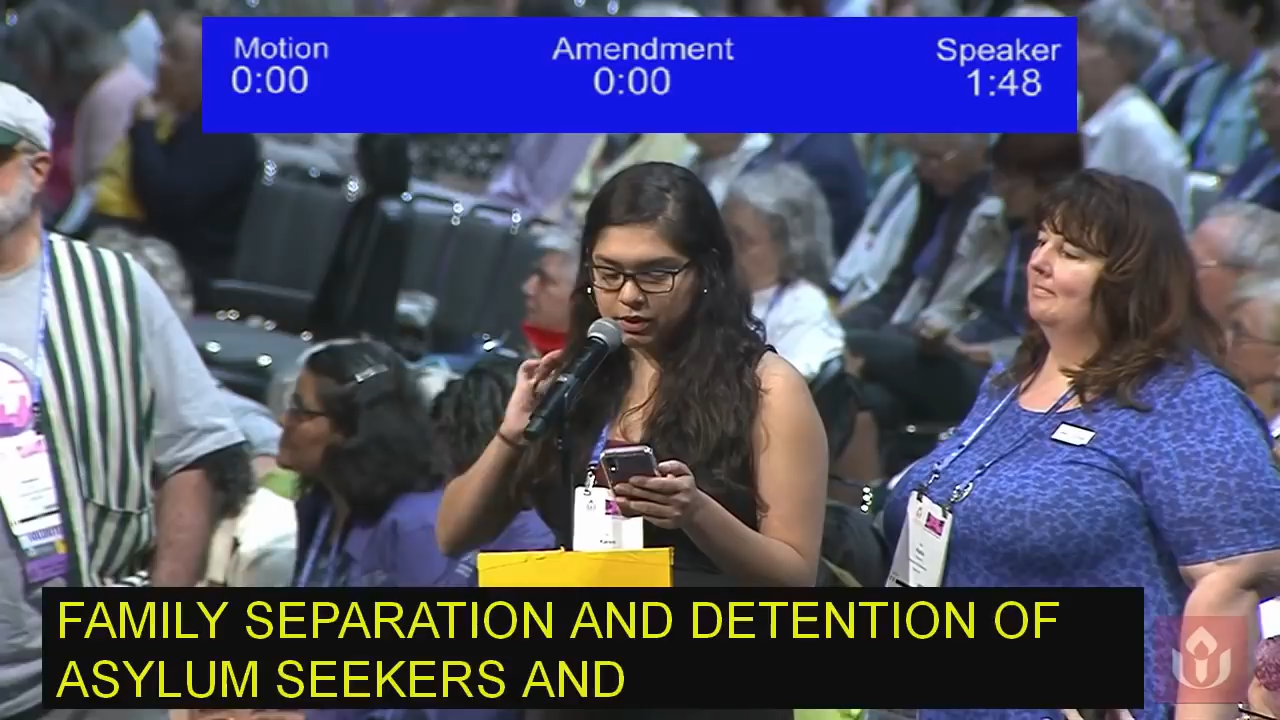 Motion
Amendment
Speaker
0:00
0:00
1:48
FAMILY SEPARATION AND DETENTION OF
ASYLUM SEEKERS AND